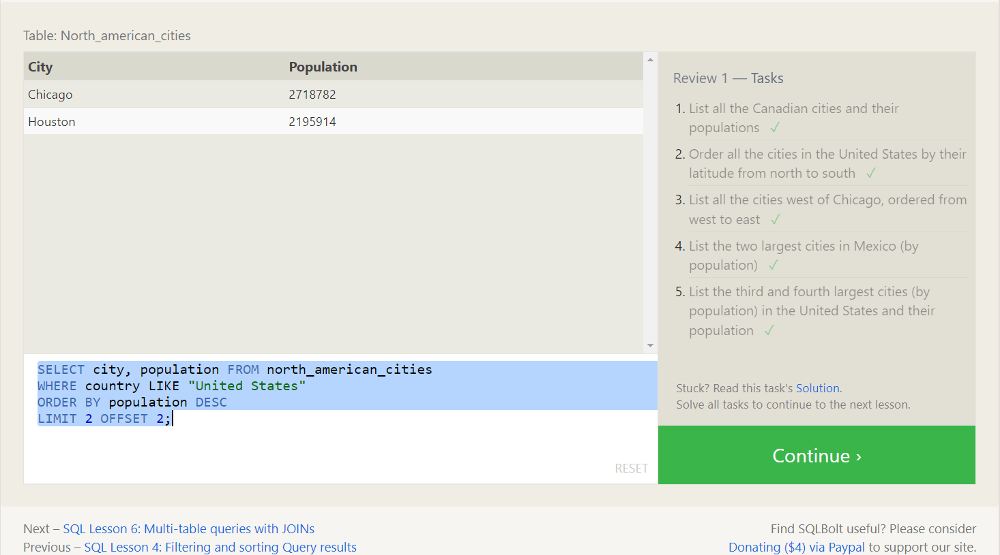 Table: North_american_cities
City Population
Chicago 2718782
Houston 2195914
SELECT city, population FROM north_american_cities
WHERE country LIKE "United States"
ORDER BY population DESC
LIMIT 2 OFFSET 2;
RESET
Review 1 — Tasks
1. List all the Canadian cities and their
populations ✓
2. Order all the cities in the United States by their
latitude from north to south ✓
3. List all the cities west of Chicago, ordered from
west to east ✓
4. List the two largest cities in Mexico (by
population) ✓
5. List the third and fourth largest cities (by
population) in the United States and their
population ✓
Stuck? Read this task's Solution.
Solve all tasks to continue to the next lesson.
Continue ›
Next – SQL Lesson 6: Multi-table queries with JOINs
Previous – SQL Lesson 4: Filtering and sorting Query results
Find SQLBolt useful? Please consider
Donating ($4) via Paypal to support our site.